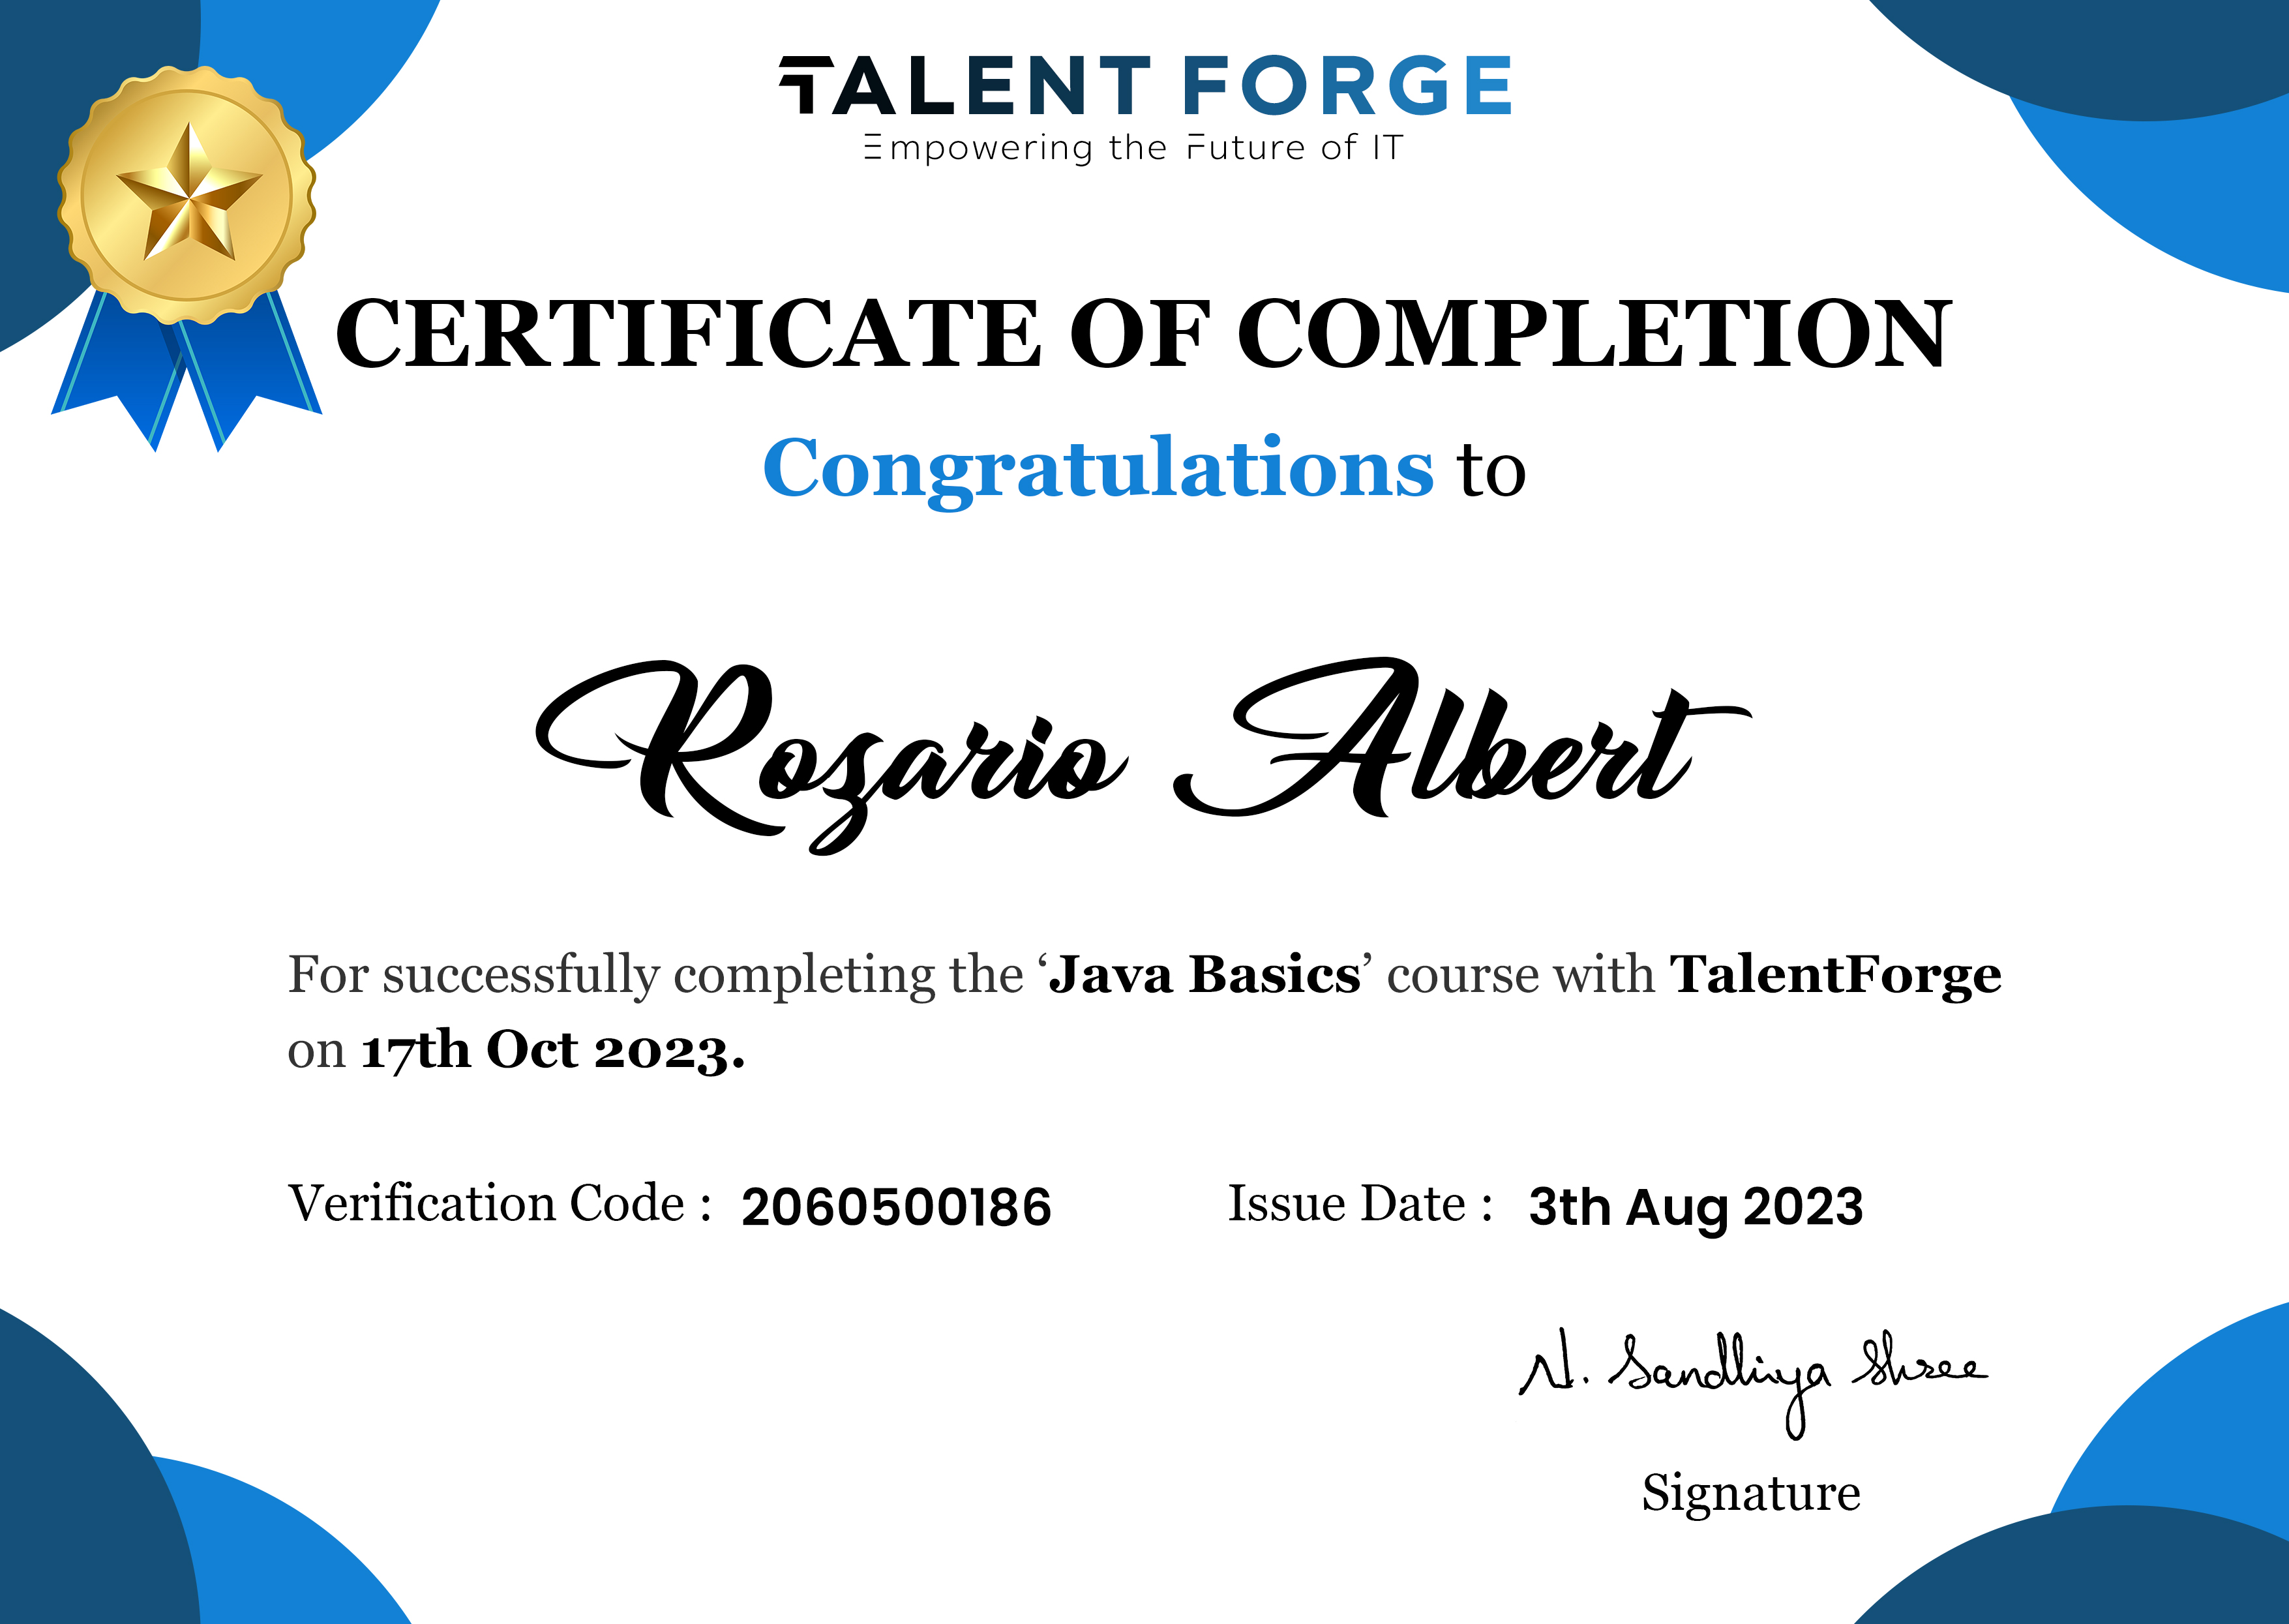 TALENT FORGE
Empowering the Future of IT
CERTIFICATE OF COMPLETION
Congratulations to
Rozario Albert
For successfully completing the ‘Java Basics’ course with TalentForge
on 17th Oct 2023.
Verification Code : 2060500186 Issue Date : 3th Aug 2023
N. Sandhiya Shree
Signature